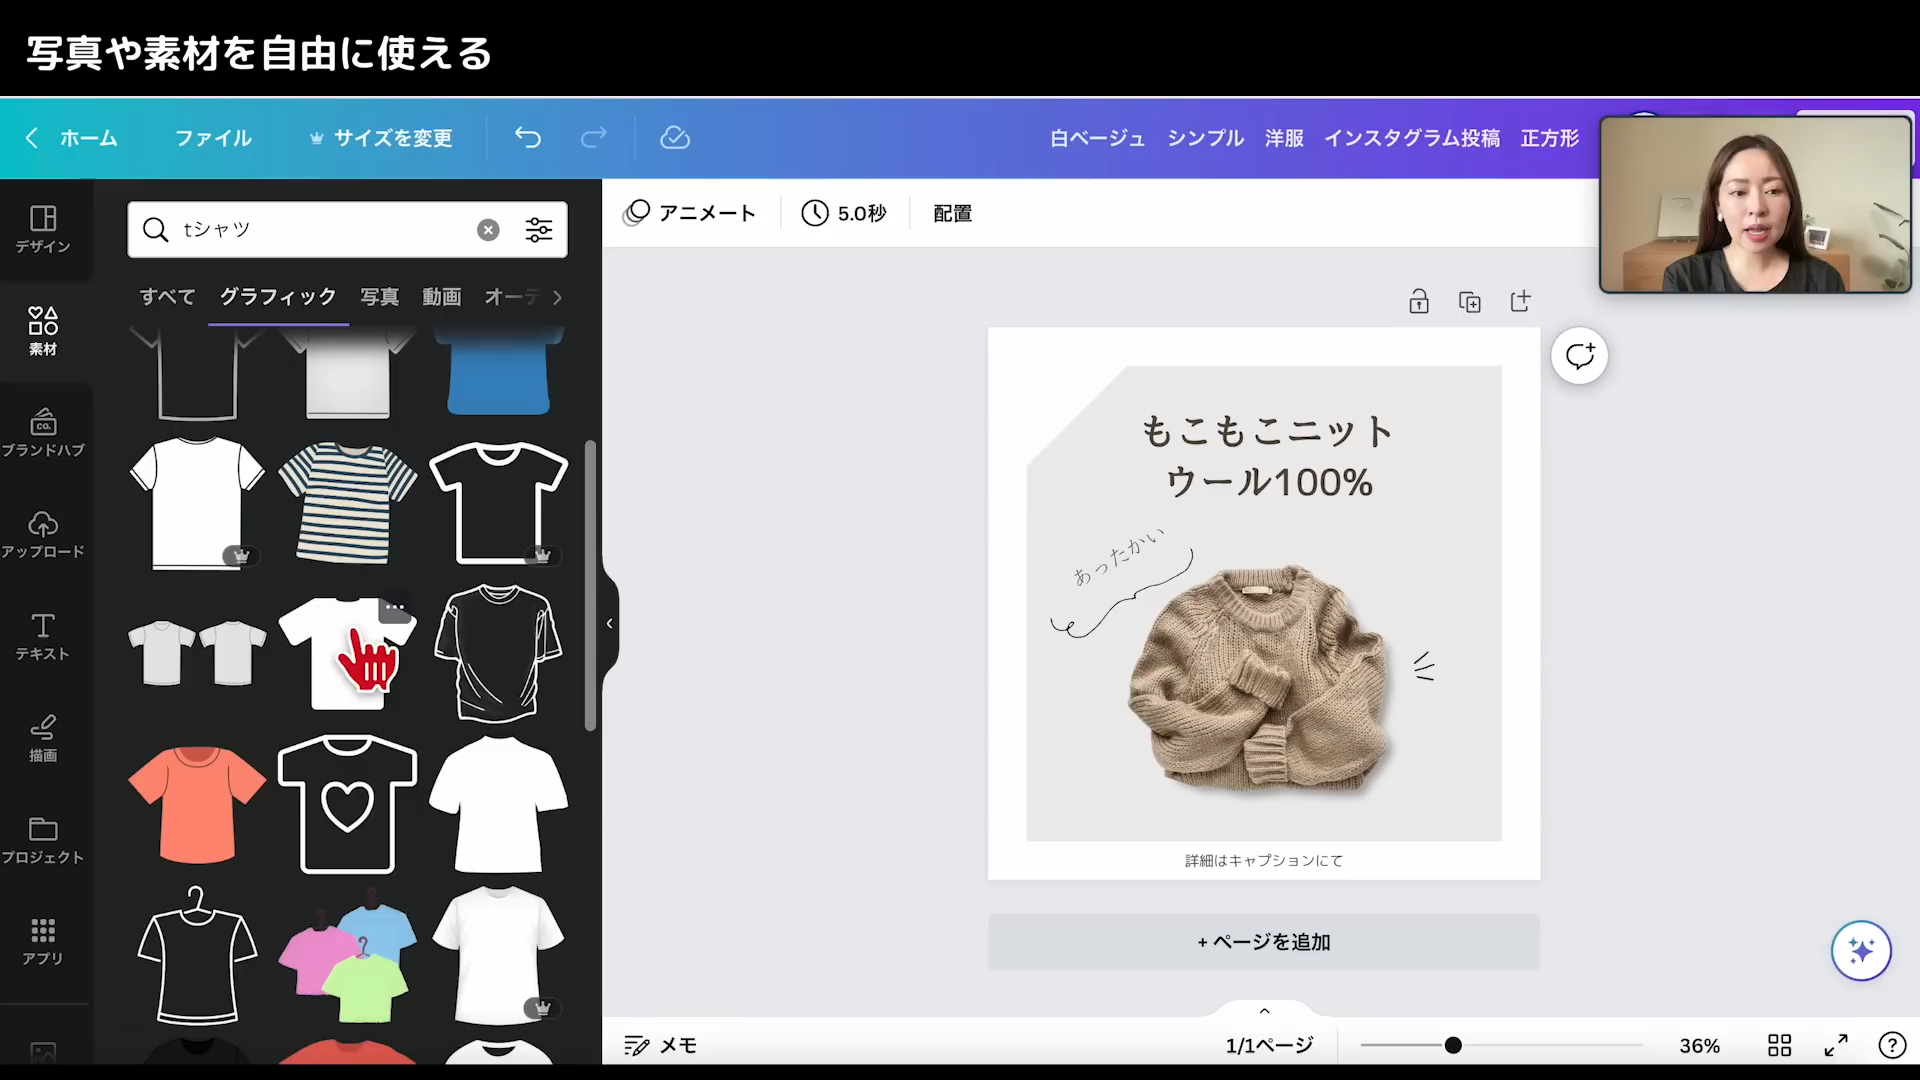 写真や素材を自由に使える
ホーム
ファイル
サイズを変更
白ベージュ シンプル 洋服 インスタグラム投稿 正方形
デザイン
素材
ブランドハブ
アップロード
テキスト
描画
プロジェクト
アプリ
tシャツ
すべて グラフィック 写真 動画 オーテ
アニメート
5.0秒
配置
もこもこニット
ウール100%
あったかい
詳細はキャプションにて
+ ページを追加
メモ
1/1ページ
36%